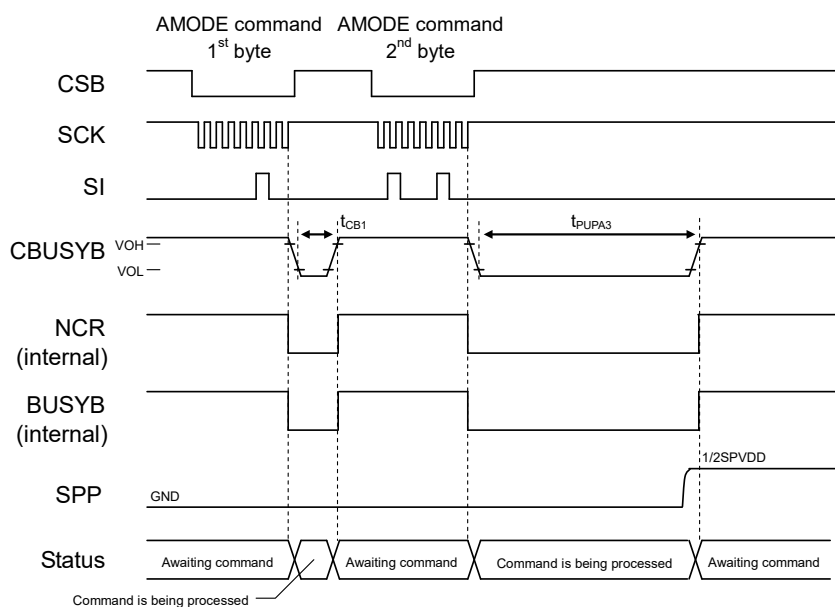 AMODE command
1st byte
AMODE command
2nd byte
CSB
SCK
SI
tCB1
tPUPA3
VOH
CBUSYB
VOL
NCR
(internal)
BUSYB
(internal)
1/2SPVDD
SPP
GND
Status
Awaiting command
Awaiting command
Command is being processed
Awaiting command
Command is being processed